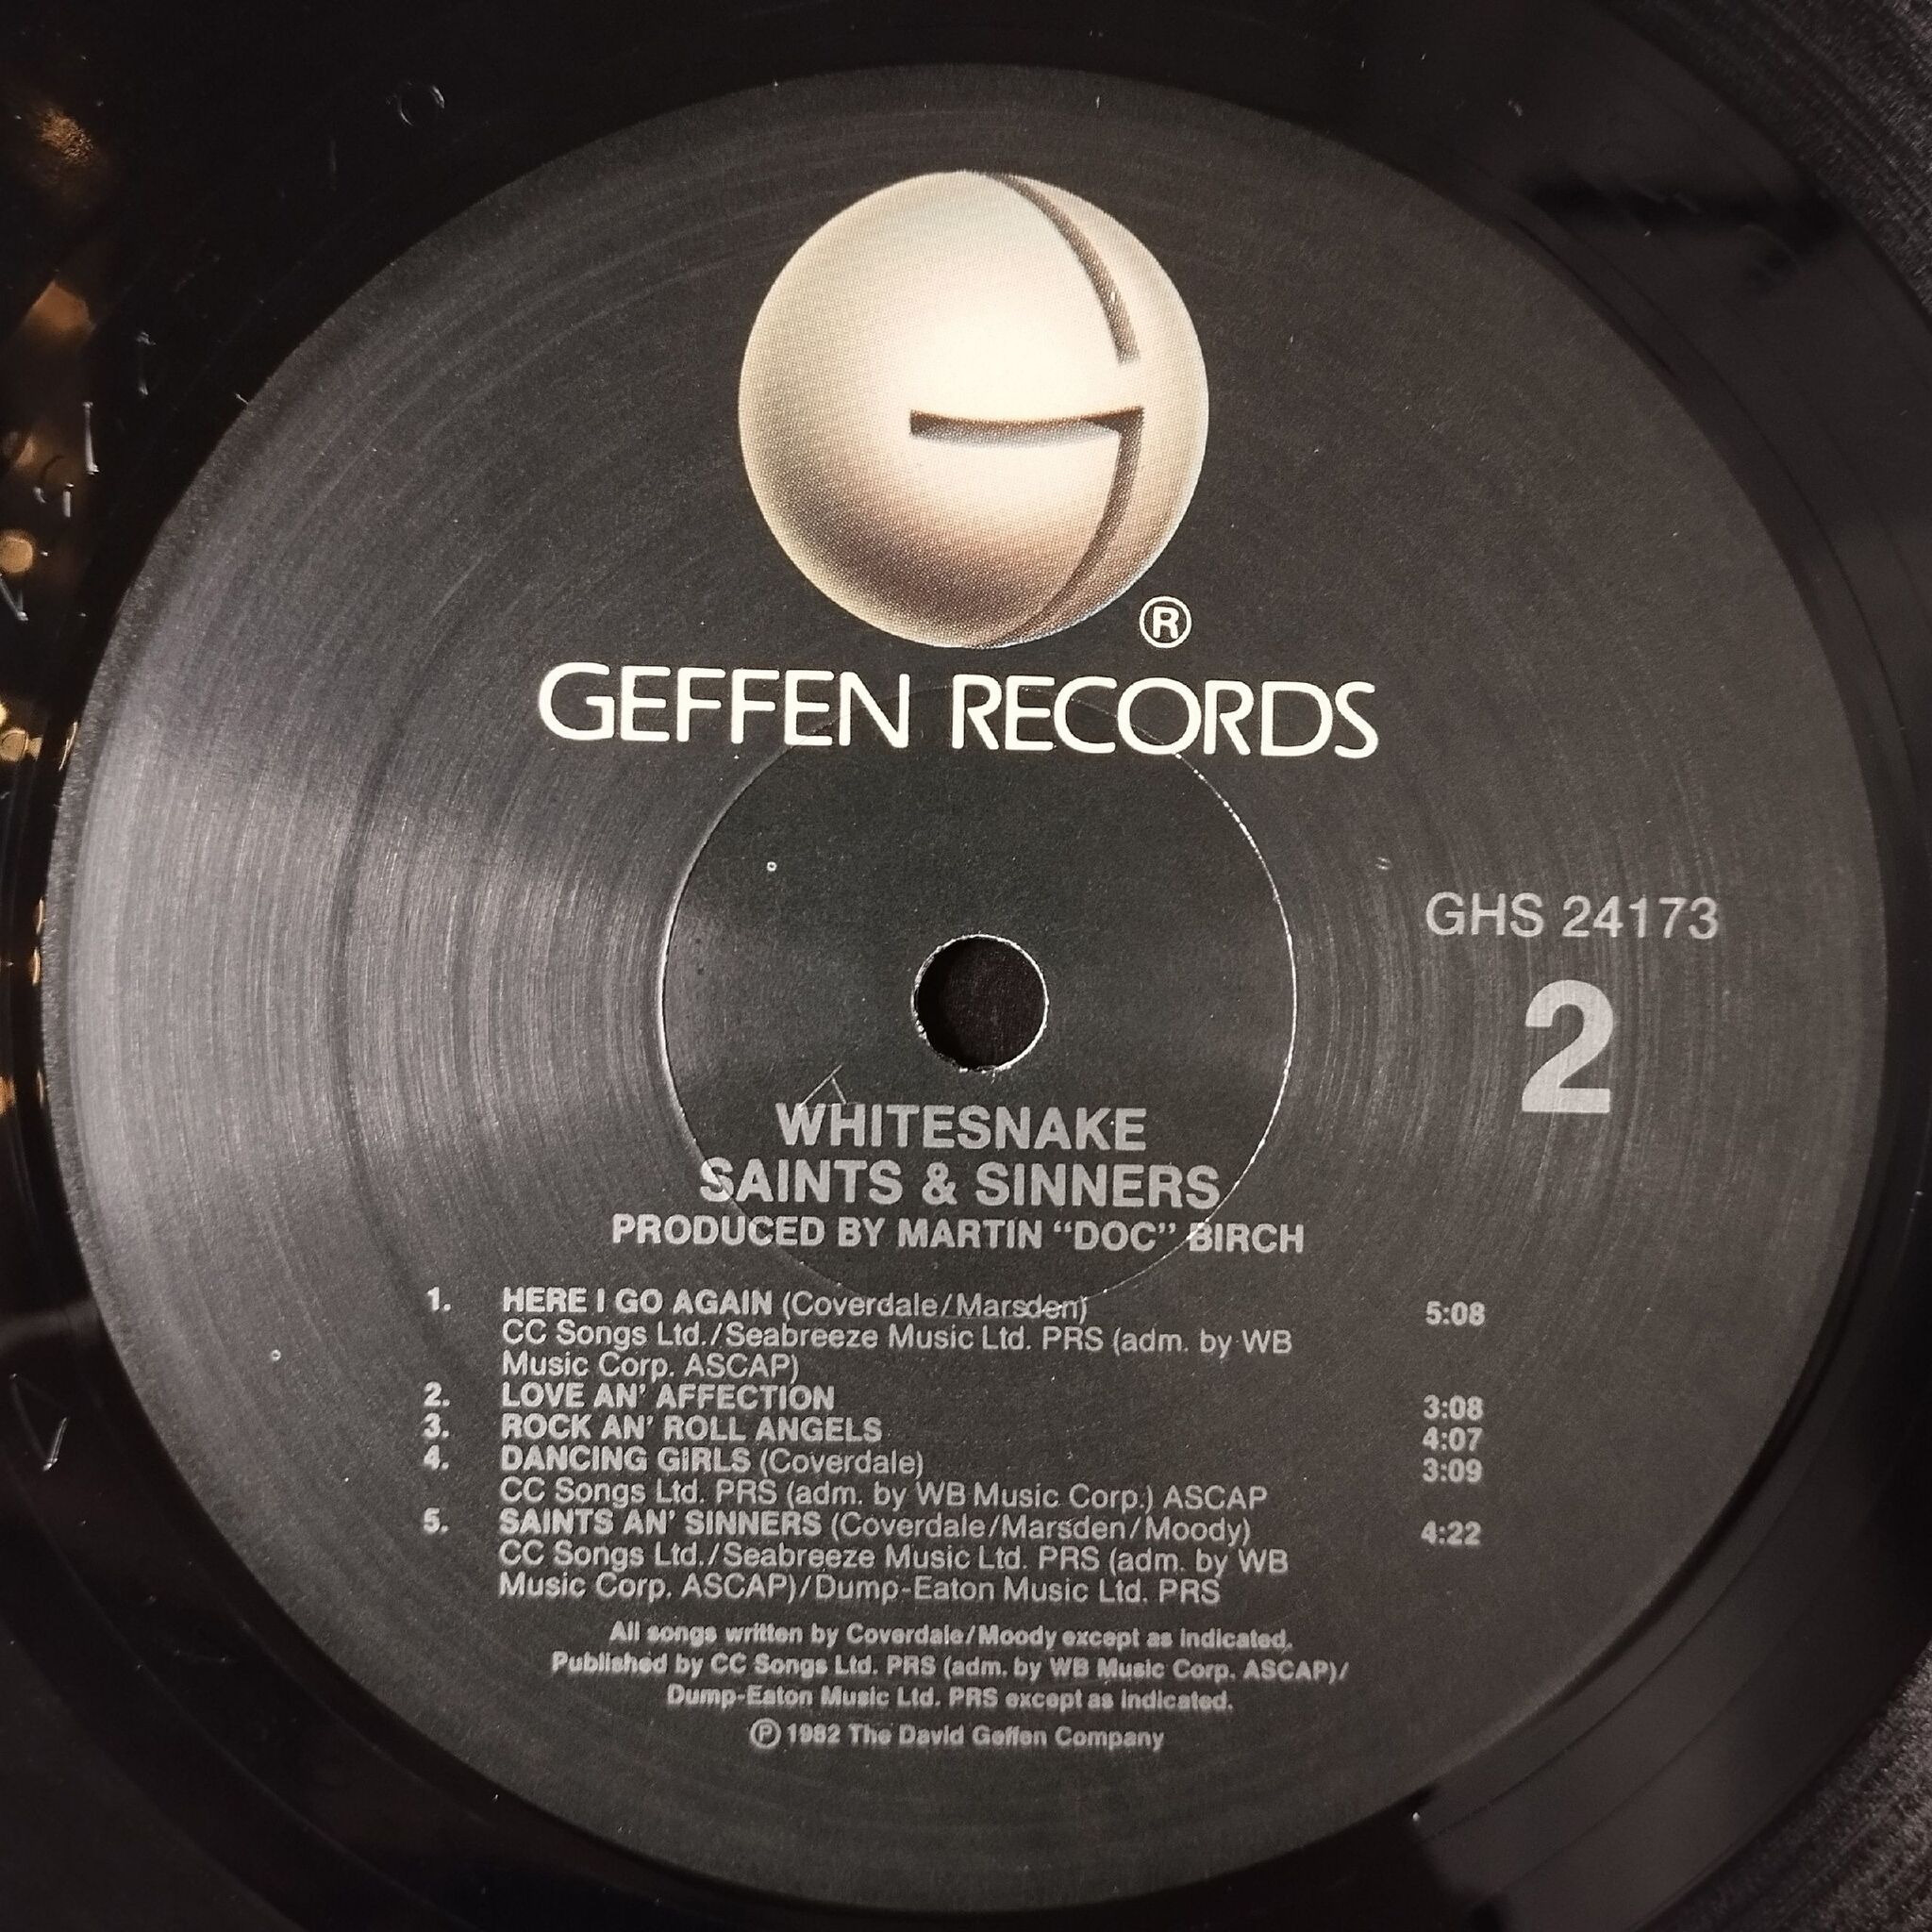 ®
GEFFEN RECORDS
GHS 24173
2
WHITESNAKE
SAINTS & SINNERS
PRODUCED BY MARTIN “DOC” BIRCH
1. HERE I GO AGAIN (Coverdale/Marsden) 5:08
CC Songs Ltd./Seabreeze Music Ltd. PRS (adm. by WB
Music Corp. ASCAP)
2. LOVE AN' AFFECTION 3:08
3. ROCK AN' ROLL ANGELS 4:07
4. DANCING GIRLS (Coverdale) 3:09
CC Songs Ltd. PRS (adm. by WB Music Corp.) ASCAP
5. SAINTS AN' SINNERS (Coverdale/Marsden/Moody) 4:22
CC Songs Ltd./Seabreeze Music Ltd. PRS (adm. by WB
Music Corp. ASCAP)/Dump-Eaton Music Ltd. PRS
All songs written by Coverdale/Moody except as indicated.
Published by CC Songs Ltd. PRS (adm. by WB Music Corp. ASCAP)/
Dump-Eaton Music Ltd. PRS except as indicated.
℗ 1982 The David Geffen Company